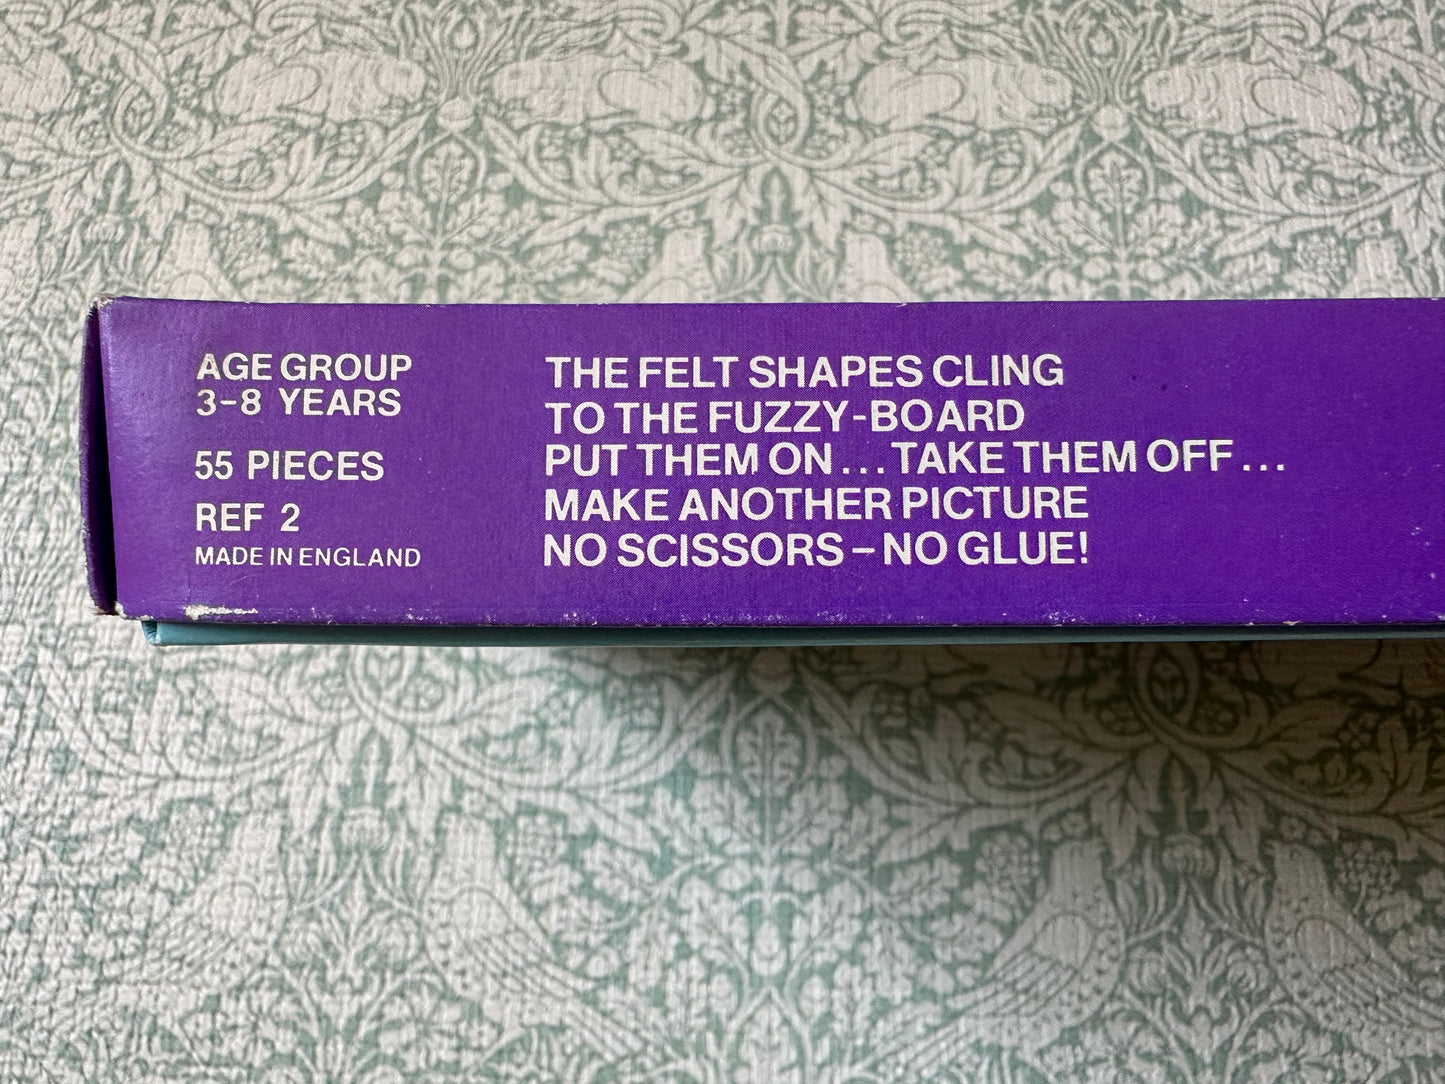 AGE GROUP
3-8 YEARS
55 PIECES
REF 2
MADE IN ENGLAND
THE FELT SHAPES CLING
TO THE FUZZY-BOARD
PUT THEM ON... TAKE THEM OFF...
MAKE ANOTHER PICTURE
NO SCISSORS – NO GLUE!